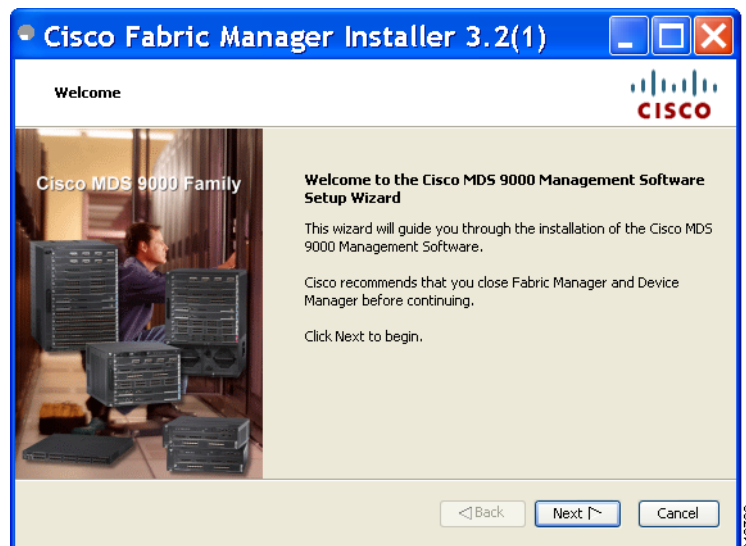 Cisco Fabric Manager Installer 3.2(1)
Welcome
CISCO
Cisco MDS 9000 Family
Welcome to the Cisco MDS 9000 Management Software
Setup Wizard
This wizard will guide you through the installation of the Cisco MDS
9000 Management Software.
Cisco recommends that you close Fabric Manager and Device
Manager before continuing.
Click Next to begin.
Back
Next
Cancel